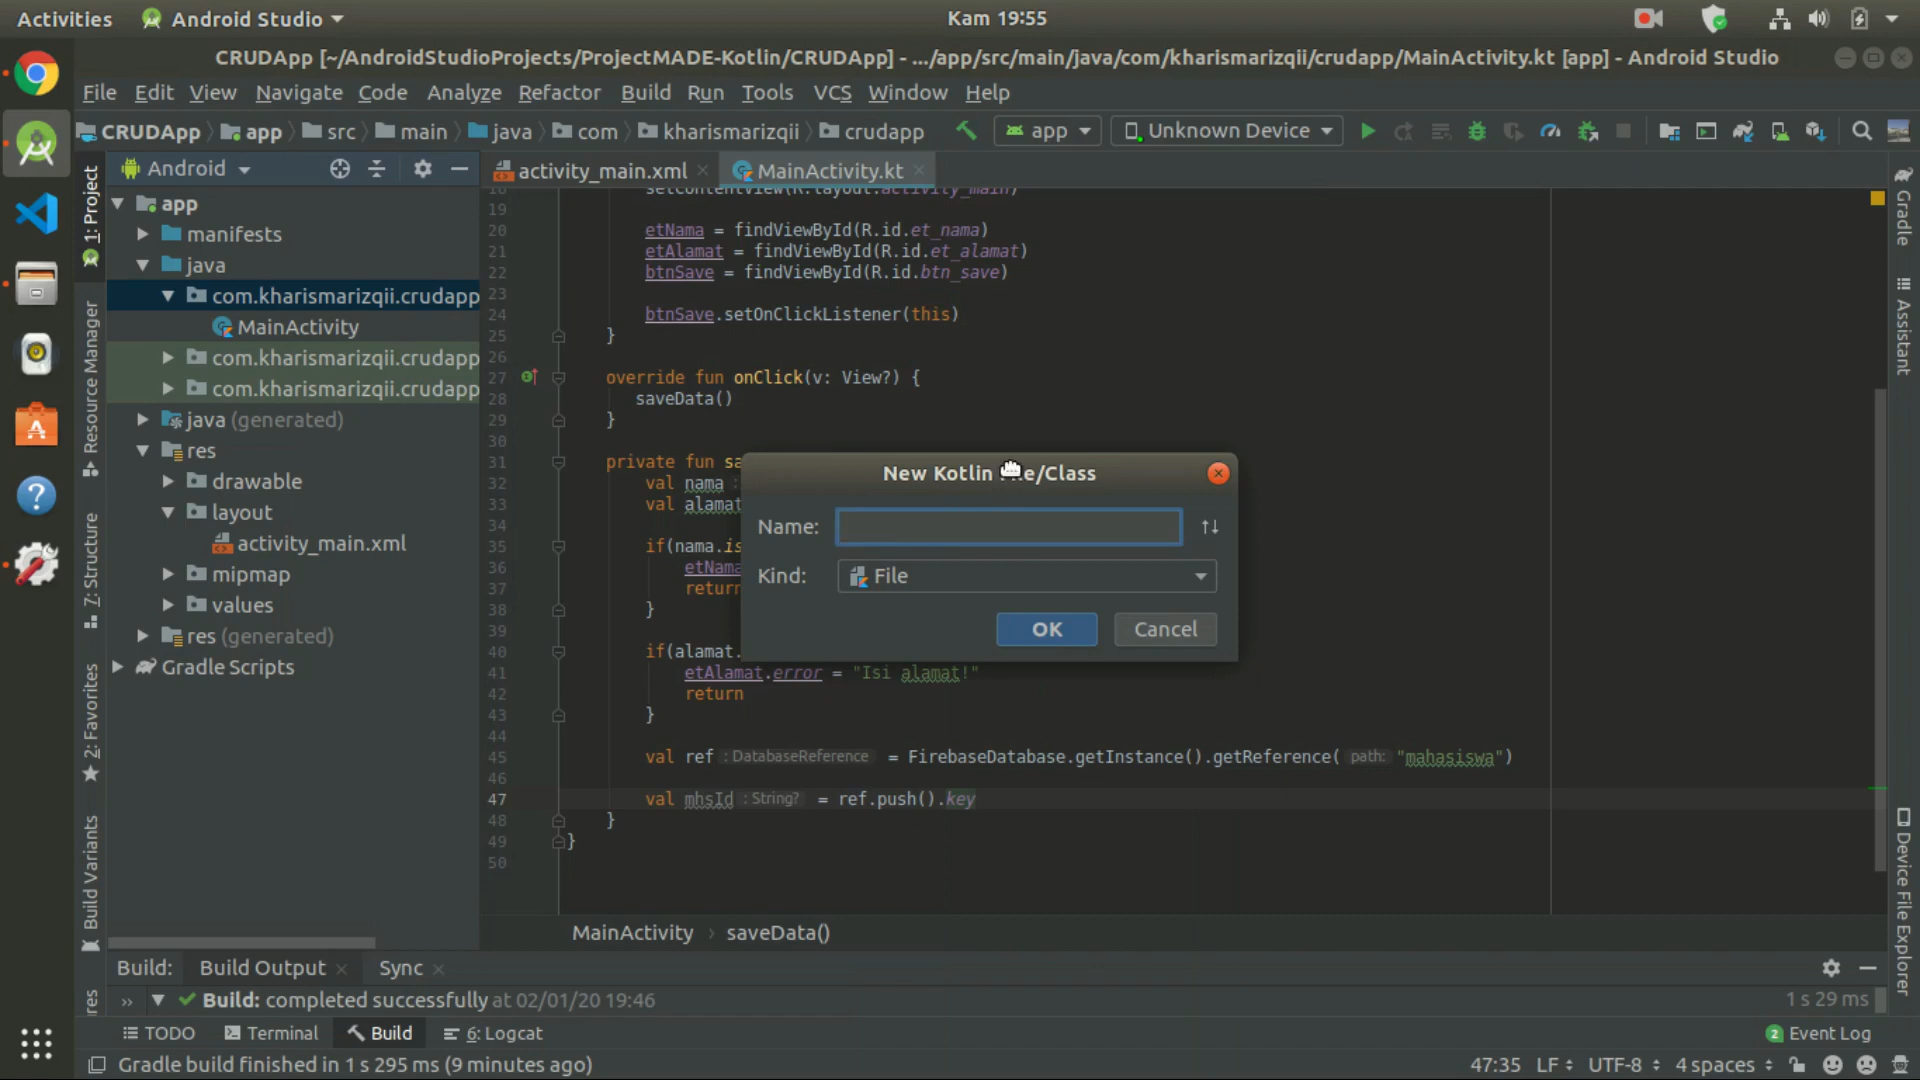 Activities Android Studio Kam 19:55
CRUDApp [~/AndroidStudioProjects/ProjectMADE-Kotlin/CRUDApp] - .../app/src/main/java/com/kharismarizqii/crudapp/MainActivity.kt [app] - Android Studio
File Edit View Navigate Code Analyze Refactor Build Run Tools VCS Window Help
CRUDApp app src main java com kharismarizqii crudapp app Unknown Device
Android activity_main.xml MainActivity.kt
app
manifests
java
com.kharismarizqii.crudapp
MainActivity
com.kharismarizqii.crudapp
com.kharismarizqii.crudapp
java (generated)
res
drawable
layout
activity_main.xml
mipmap
values
res (generated)
Gradle Scripts
1: Project
Resource Manager
7: Structure
2: Favorites
Build Variants
18 setContentView(R.layout.activity_main)
19
20 etNama = findViewById(R.id.et_nama)
21 etAlamat = findViewById(R.id.et_alamat)
22 btnSave = findViewById(R.id.btn_save)
23
24 btnSave.setOnClickListener(this)
25 }
26
27 override fun onClick(v: View?) {
28 saveData()
29 }
30
31 private fun sa
32 val nama :
33 val alamat
34
35 if(nama.is
36 etNama
37 return
38 }
39
40 if(alamat.
41 etAlamat.error = "Isi alamat!"
42 return
43 }
44
45 val ref : DatabaseReference = FirebaseDatabase.getInstance().getReference( path: "mahasiswa")
46
47 val mhsId : String? = ref.push().key
48 }
49 }
50
New Kotlin /Class
Name:
Kind: File
OK Cancel
Gradle
Assistant
Device File Explorer
MainActivity › saveData()
Build: Build Output Sync
Build: completed successfully at 02/01/20 19:46 1 s 29 ms
TODO Terminal Build 6: Logcat 2 Event Log
Gradle build finished in 1 s 295 ms (9 minutes ago) 47:35 LF UTF-8 4 spaces